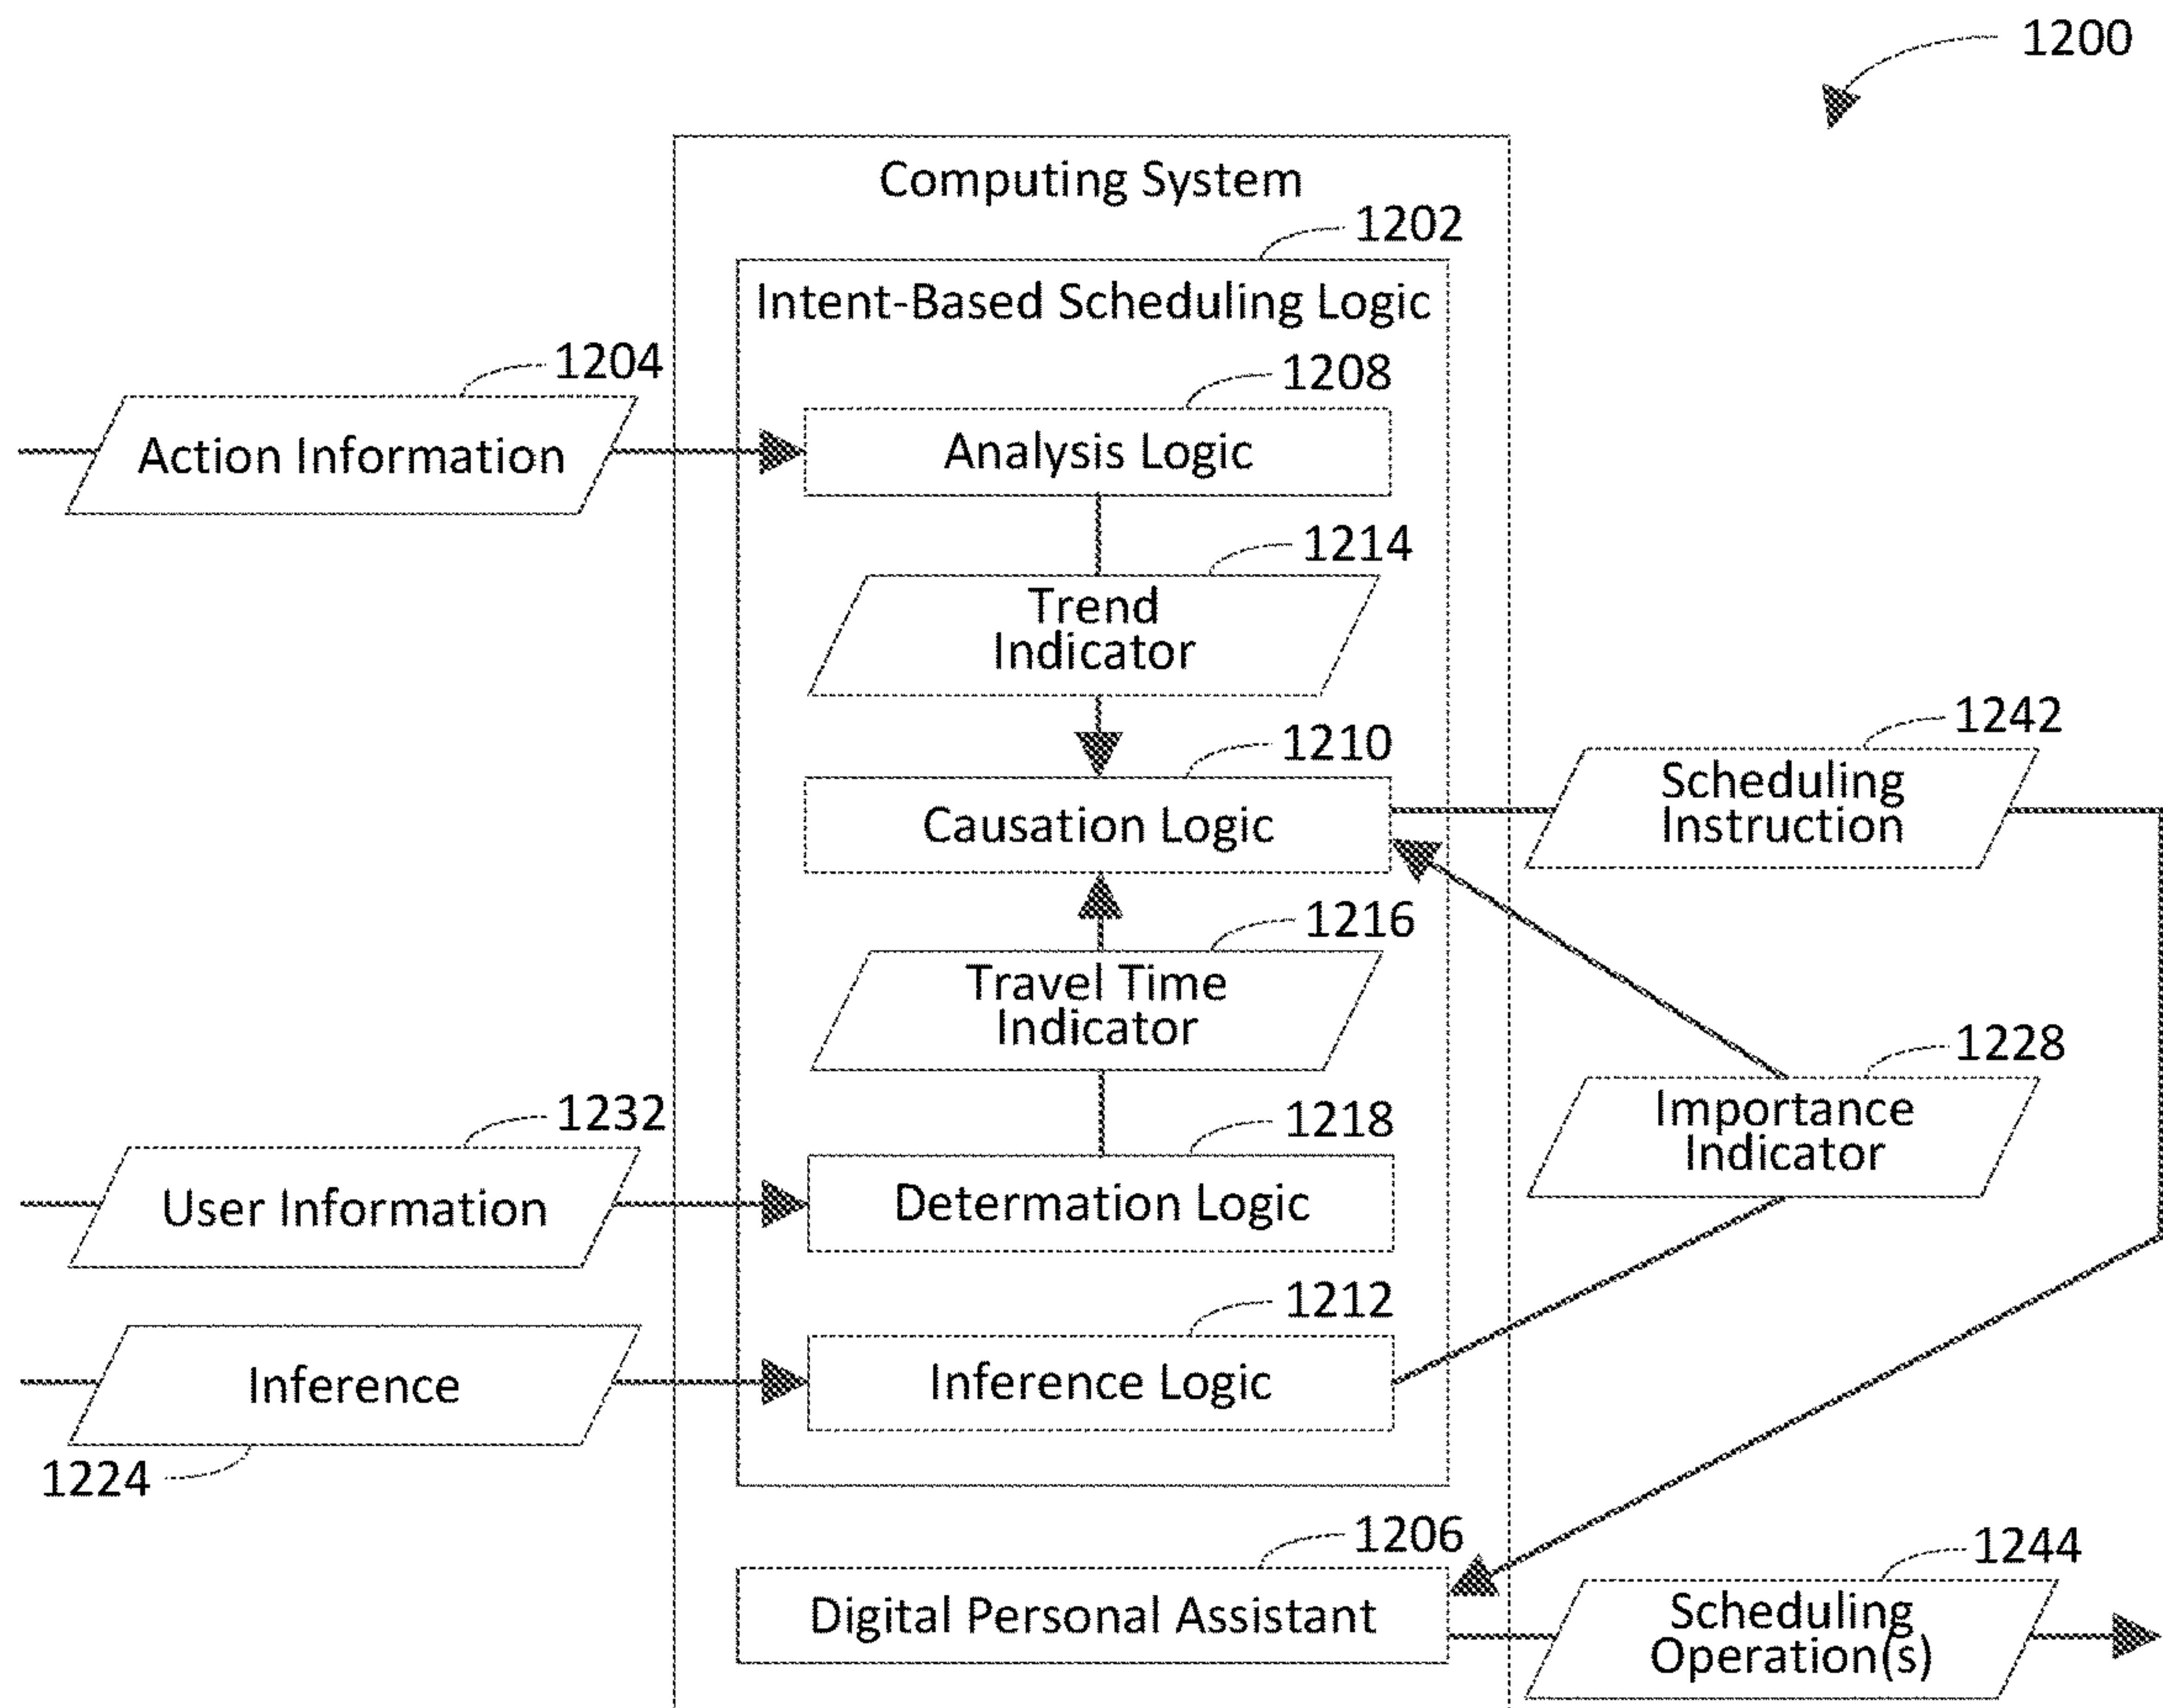 1200
Computing System
1202
Intent-Based Scheduling Logic
1204
Action Information
1208
Analysis Logic
1214
Trend
Indicator
1210
Causation Logic
1242
Scheduling
Instruction
1216
Travel Time
Indicator
1228
Importance
Indicator
1232
User Information
1218
Determation Logic
1212
Inference Logic
Inference
1224
1206
Digital Personal Assistant
1244
Scheduling
Operation(s)